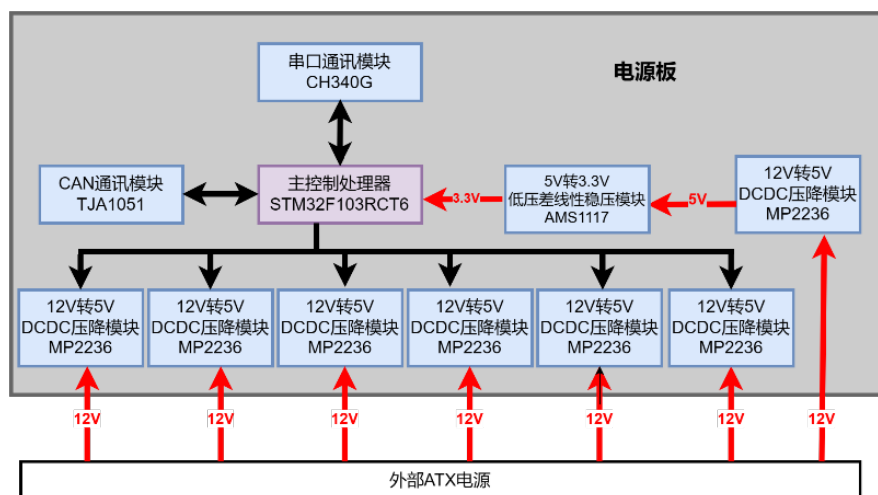 串口通讯模块
CH340G
电源板
CAN通讯模块
TJA1051
主控制处理器
STM32F103RCT6
3.3V
5V转3.3V
低压差线性稳压模块
AMS1117
5V
12V转5V
DCDC压降模块
MP2236
12V转5V
DCDC压降模块
MP2236
12V转5V
DCDC压降模块
MP2236
12V转5V
DCDC压降模块
MP2236
12V转5V
DCDC压降模块
MP2236
12V转5V
DCDC压降模块
MP2236
12V转5V
DCDC压降模块
MP2236
12V
12V
12V
12V
12V
12V
12V
外部ATX电源